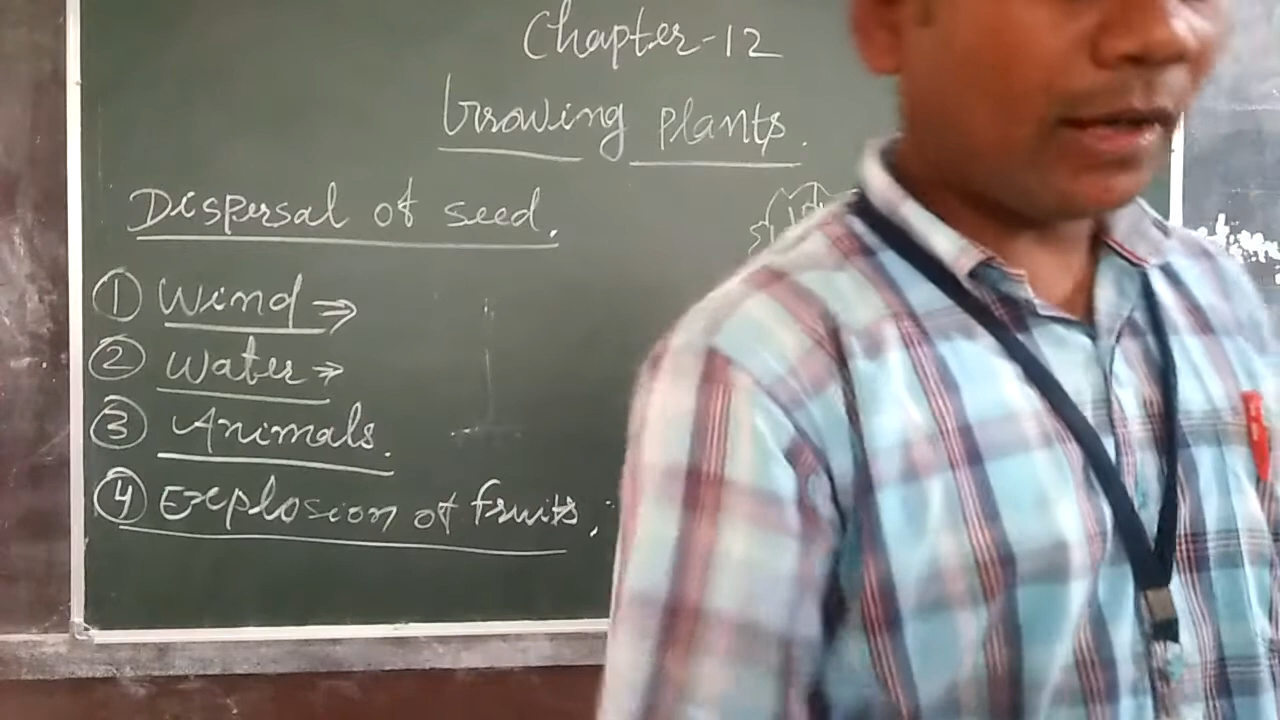 Chapter-12
Growing plants.
Dispersal of seed.
① Wind ⇒
② Water ⇒
③ Animals.
④ Explosion of fruits.